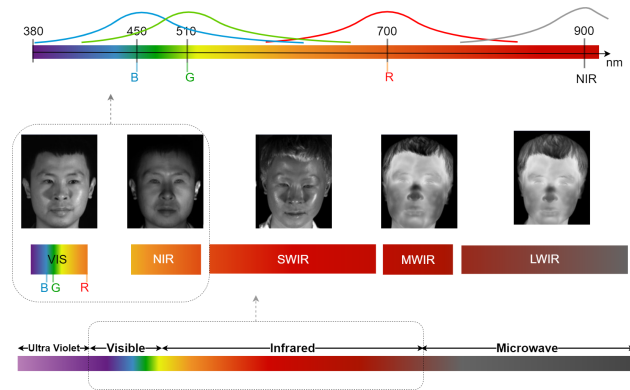 380 450 510 700 900
nm
B G R NIR
VIS NIR SWIR MWIR LWIR
B G R
Ultra Violet Visible Infrared Microwave